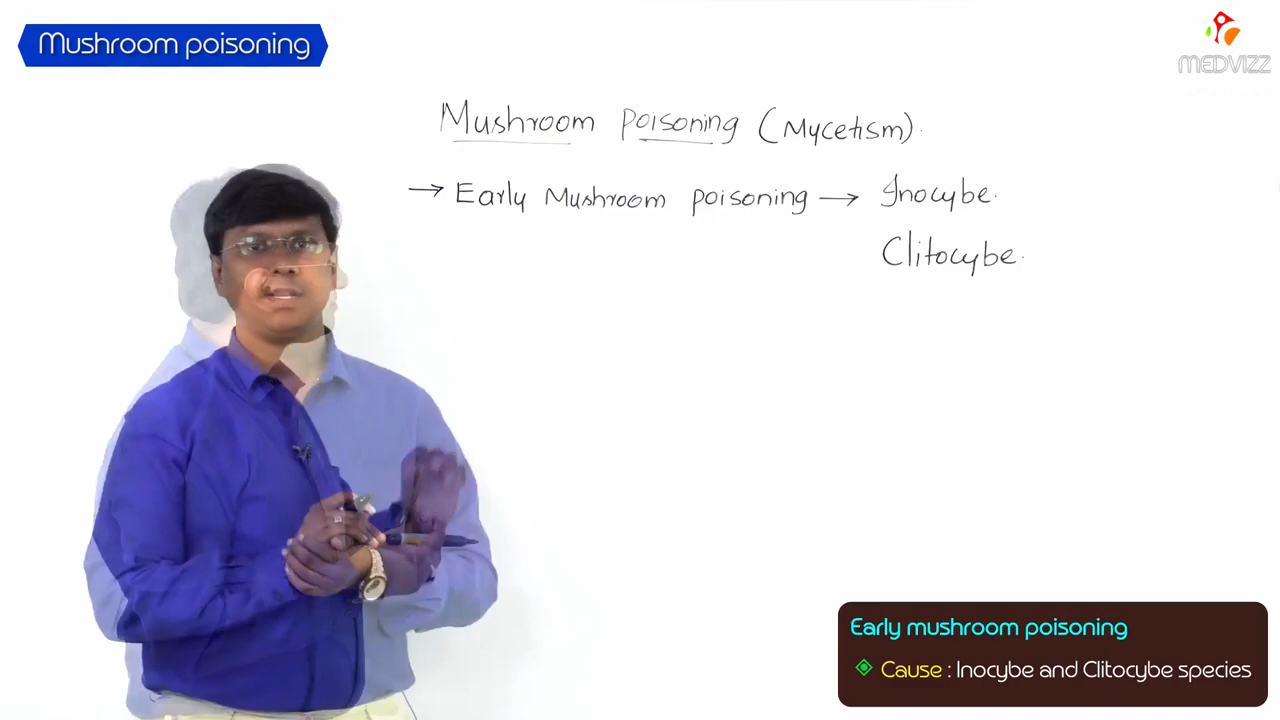 Mushroom poisoning
MEDVIZZ
Mushroom poisoning (Mycetism).
→ Early Mushroom poisoning → Inocybe.
Clitocybe.
Early mushroom poisoning
Cause : Inocybe and Clitocybe species